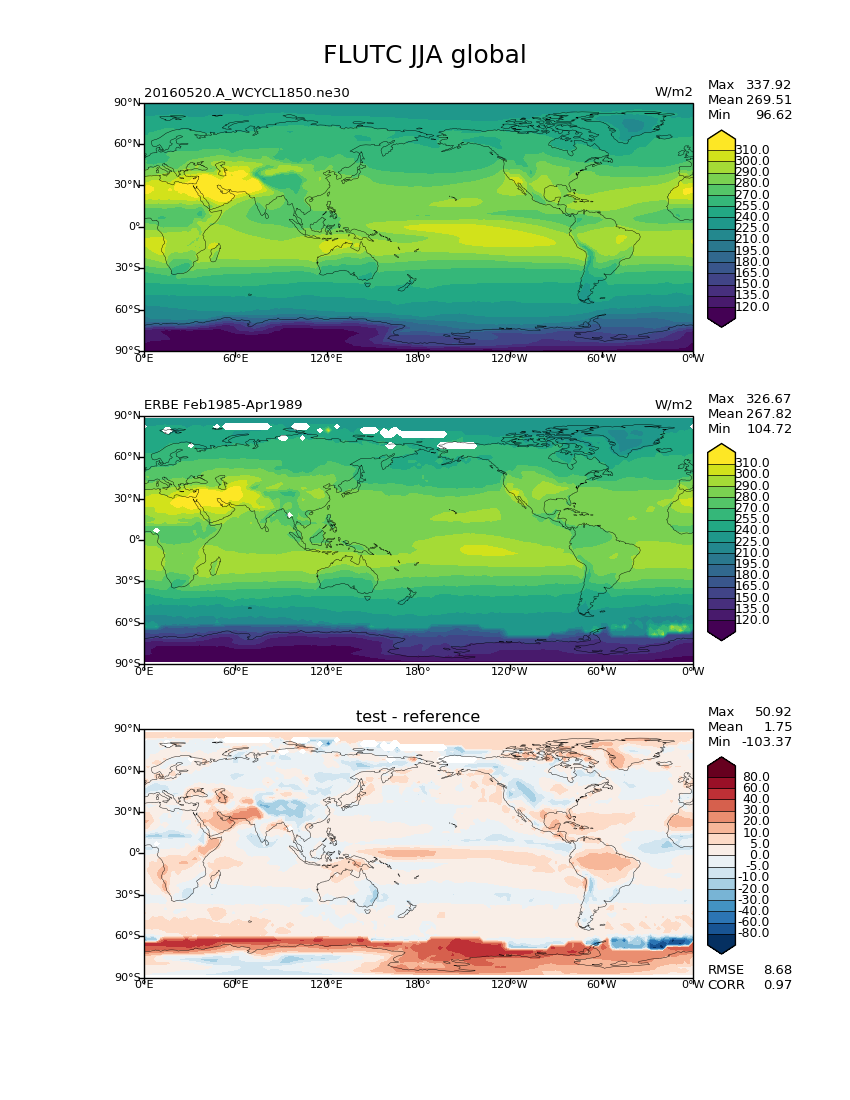 FLUTC JJA global
20160520.A_WCYCL1850.ne30 W/m2
Max 337.92
Mean 269.51
Min 96.62
90°N
60°N
30°N
0°
30°S
60°S
90°S
0°E 60°E 120°E 180° 120°W 60°W 0°W
310.0
300.0
290.0
280.0
270.0
255.0
240.0
225.0
210.0
195.0
180.0
165.0
150.0
135.0
120.0
ERBE Feb1985-Apr1989 W/m2
Max 326.67
Mean 267.82
Min 104.72
90°N
60°N
30°N
0°
30°S
60°S
90°S
0°E 60°E 120°E 180° 120°W 60°W 0°W
310.0
300.0
290.0
280.0
270.0
255.0
240.0
225.0
210.0
195.0
180.0
165.0
150.0
135.0
120.0
test - reference
Max 50.92
Mean 1.75
Min -103.37
90°N
60°N
30°N
0°
30°S
60°S
90°S
0°E 60°E 120°E 180° 120°W 60°W 0°W
80.0
60.0
40.0
30.0
20.0
10.0
5.0
0.0
-5.0
-10.0
-20.0
-30.0
-40.0
-60.0
-80.0
RMSE 8.68
CORR 0.97